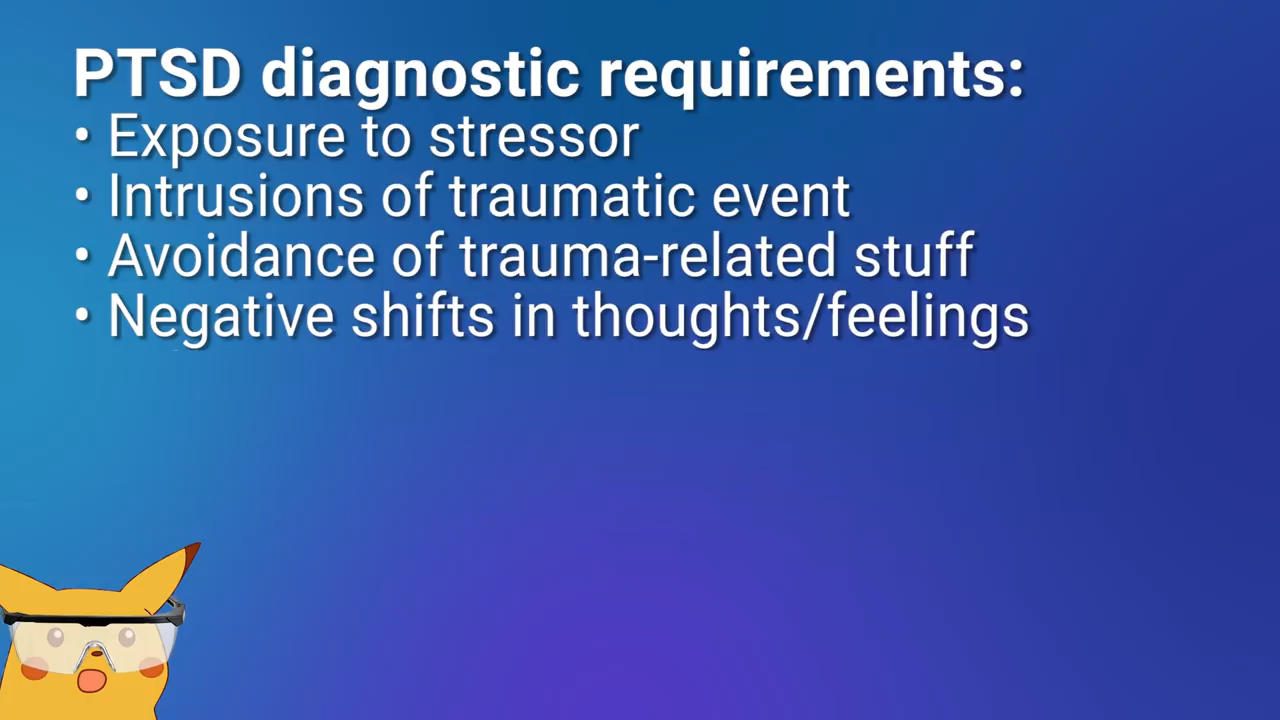 PTSD diagnostic requirements:
• Exposure to stressor
• Intrusions of traumatic event
• Avoidance of trauma-related stuff
• Negative shifts in thoughts/feelings